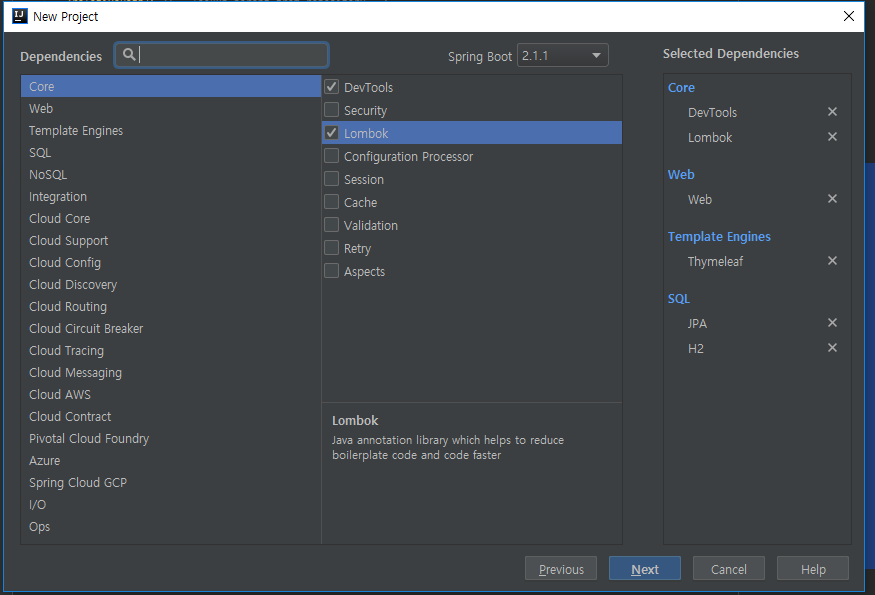 New Project
Dependencies
Spring Boot 2.1.1
Selected Dependencies
Core
Web
Template Engines
SQL
NoSQL
Integration
Cloud Core
Cloud Support
Cloud Config
Cloud Discovery
Cloud Routing
Cloud Circuit Breaker
Cloud Tracing
Cloud Messaging
Cloud AWS
Cloud Contract
Pivotal Cloud Foundry
Azure
Spring Cloud GCP
I/O
Ops
DevTools
Security
Lombok
Configuration Processor
Session
Cache
Validation
Retry
Aspects
Lombok
Java annotation library which helps to reduce
boilerplate code and code faster
Core
DevTools
Lombok
Web
Web
Template Engines
Thymeleaf
SQL
JPA
H2
Previous
Next
Cancel
Help